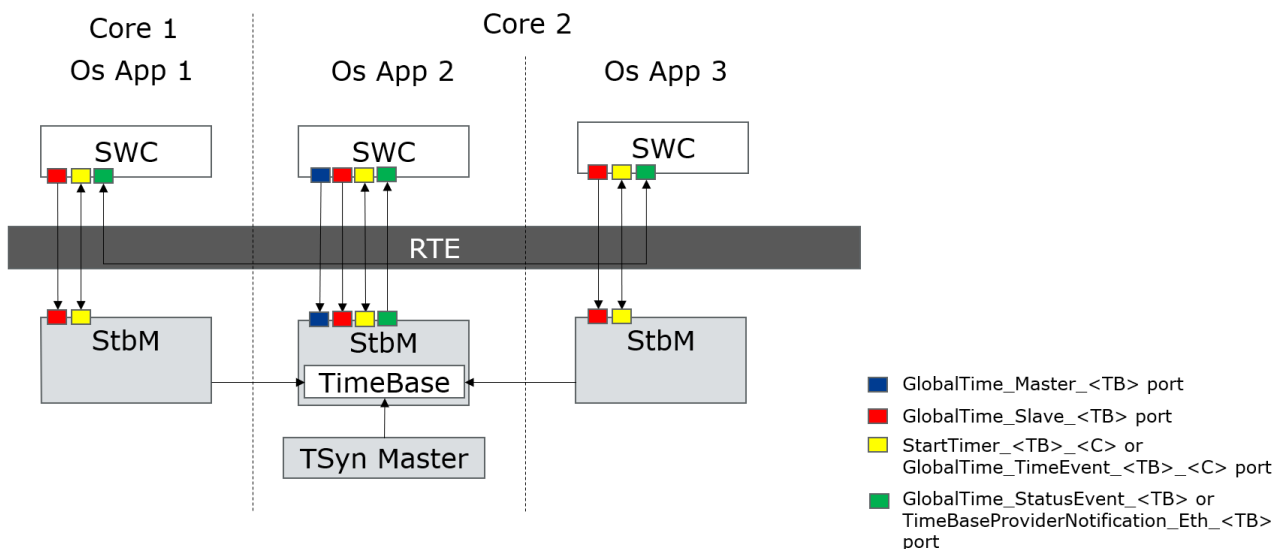 Core 1
Core 2
Os App 1
Os App 2
Os App 3
SWC
SWC
SWC
RTE
StbM
StbM
StbM
TimeBase
TSyn Master
GlobalTime_Master_<TB> port
GlobalTime_Slave_<TB> port
StartTimer_<TB>_<C> or
GlobalTime_TimeEvent_<TB>_<C> port
GlobalTime_StatusEvent_<TB> or
TimeBaseProviderNotification_Eth_<TB>
port